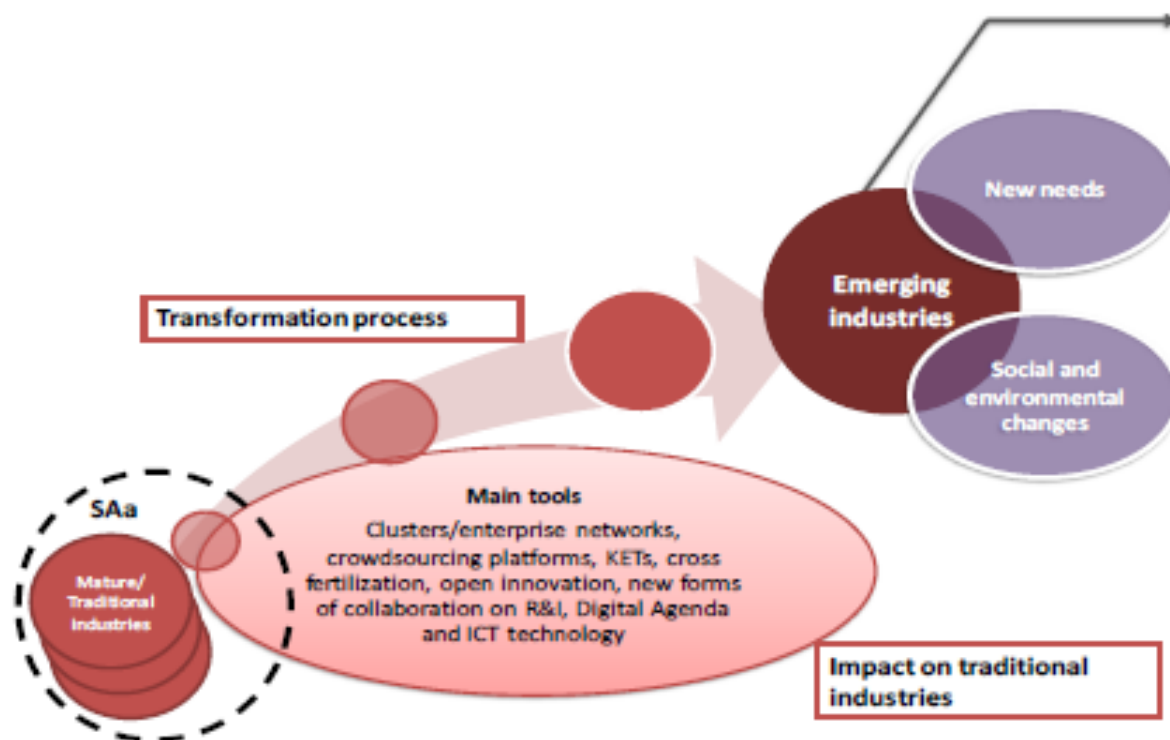 New needs
Emerging
industries
Transformation process
Social and
environmental
changes
SAa
Mature/
Traditional
industries
Main tools
Clusters/enterprise networks,
crowdsourcing platforms, KETs, cross
fertilization, open innovation, new forms
of collaboration on R&I, Digital Agenda
and ICT technology
Impact on traditional
industries